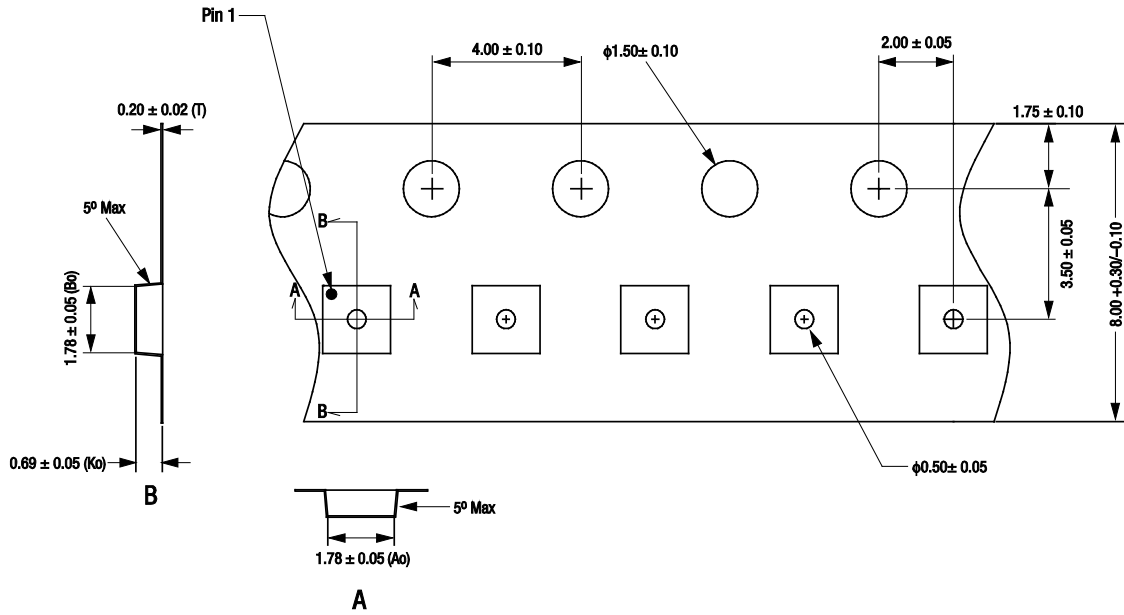 Pin 1
4.00 ± 0.10
ϕ1.50± 0.10
2.00 ± 0.05
0.20 ± 0.02 (T)
1.75 ± 0.10
5º Max
B
3.50 ± 0.05
8.00 +0.30/–0.10
1.78 ± 0.05 (Bo)
A
A
B
0.69 ± 0.05 (Ko)
ϕ0.50± 0.05
B
5º Max
1.78 ± 0.05 (Ao)
A